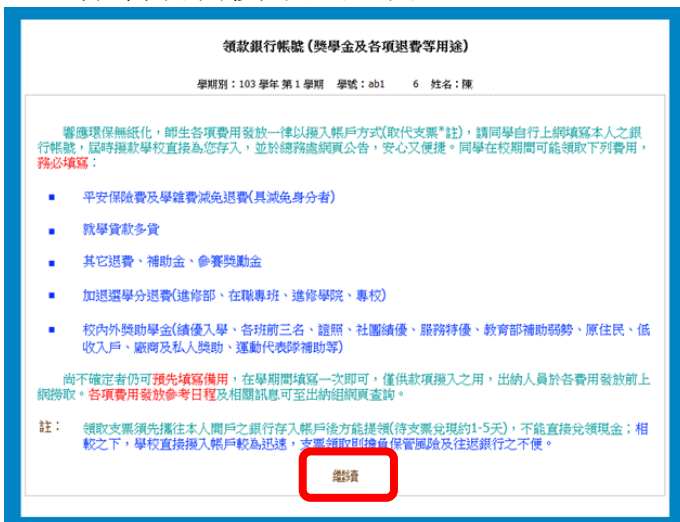 領款銀行帳號 (獎學金及各項退費等用途)
學期別：103 學年 第 1 學期 學號：ab1 6 姓名：陳
響應環保無紙化，師生各項費用發放一律以撥入帳戶方式(取代支票*註)，請同學自行上網填寫本人之銀
行帳號，屆時撥款學校直接為您存入，並於總務處網頁公告，安心又便捷。同學在校期間可能領取下列費用，
務必填寫：
■ 平安保險費及學雜費減免退費(具減免身分者)
■ 就學貸款多貸
■ 其它退費、補助金、參賽獎勵金
■ 加退選學分退費(進修部、在職專班、進修學院、專校)
■ 校內外獎助學金(績優入學、各班前三名、證照、社團績優、服務特優、教育部補助弱勢、原住民、低
收入戶、廠商及私人獎助、運動代表隊補助等)
尚不確定者仍可預先填寫備用，在學期間填寫一次即可，僅供款項撥入之用，出納人員於各費用發放前上
網撈取。各項費用發放參考日程及相關訊息可至出納組網頁查詢。
註： 領取支票須先攜往本人開戶之銀行存入帳戶後方能提領(待支票兌現約1-5天)，不能直接兌領現金；相
較之下，學校直接撥入帳戶較為迅速，支票領取則擔負保管風險及往返銀行之不便。
繼續